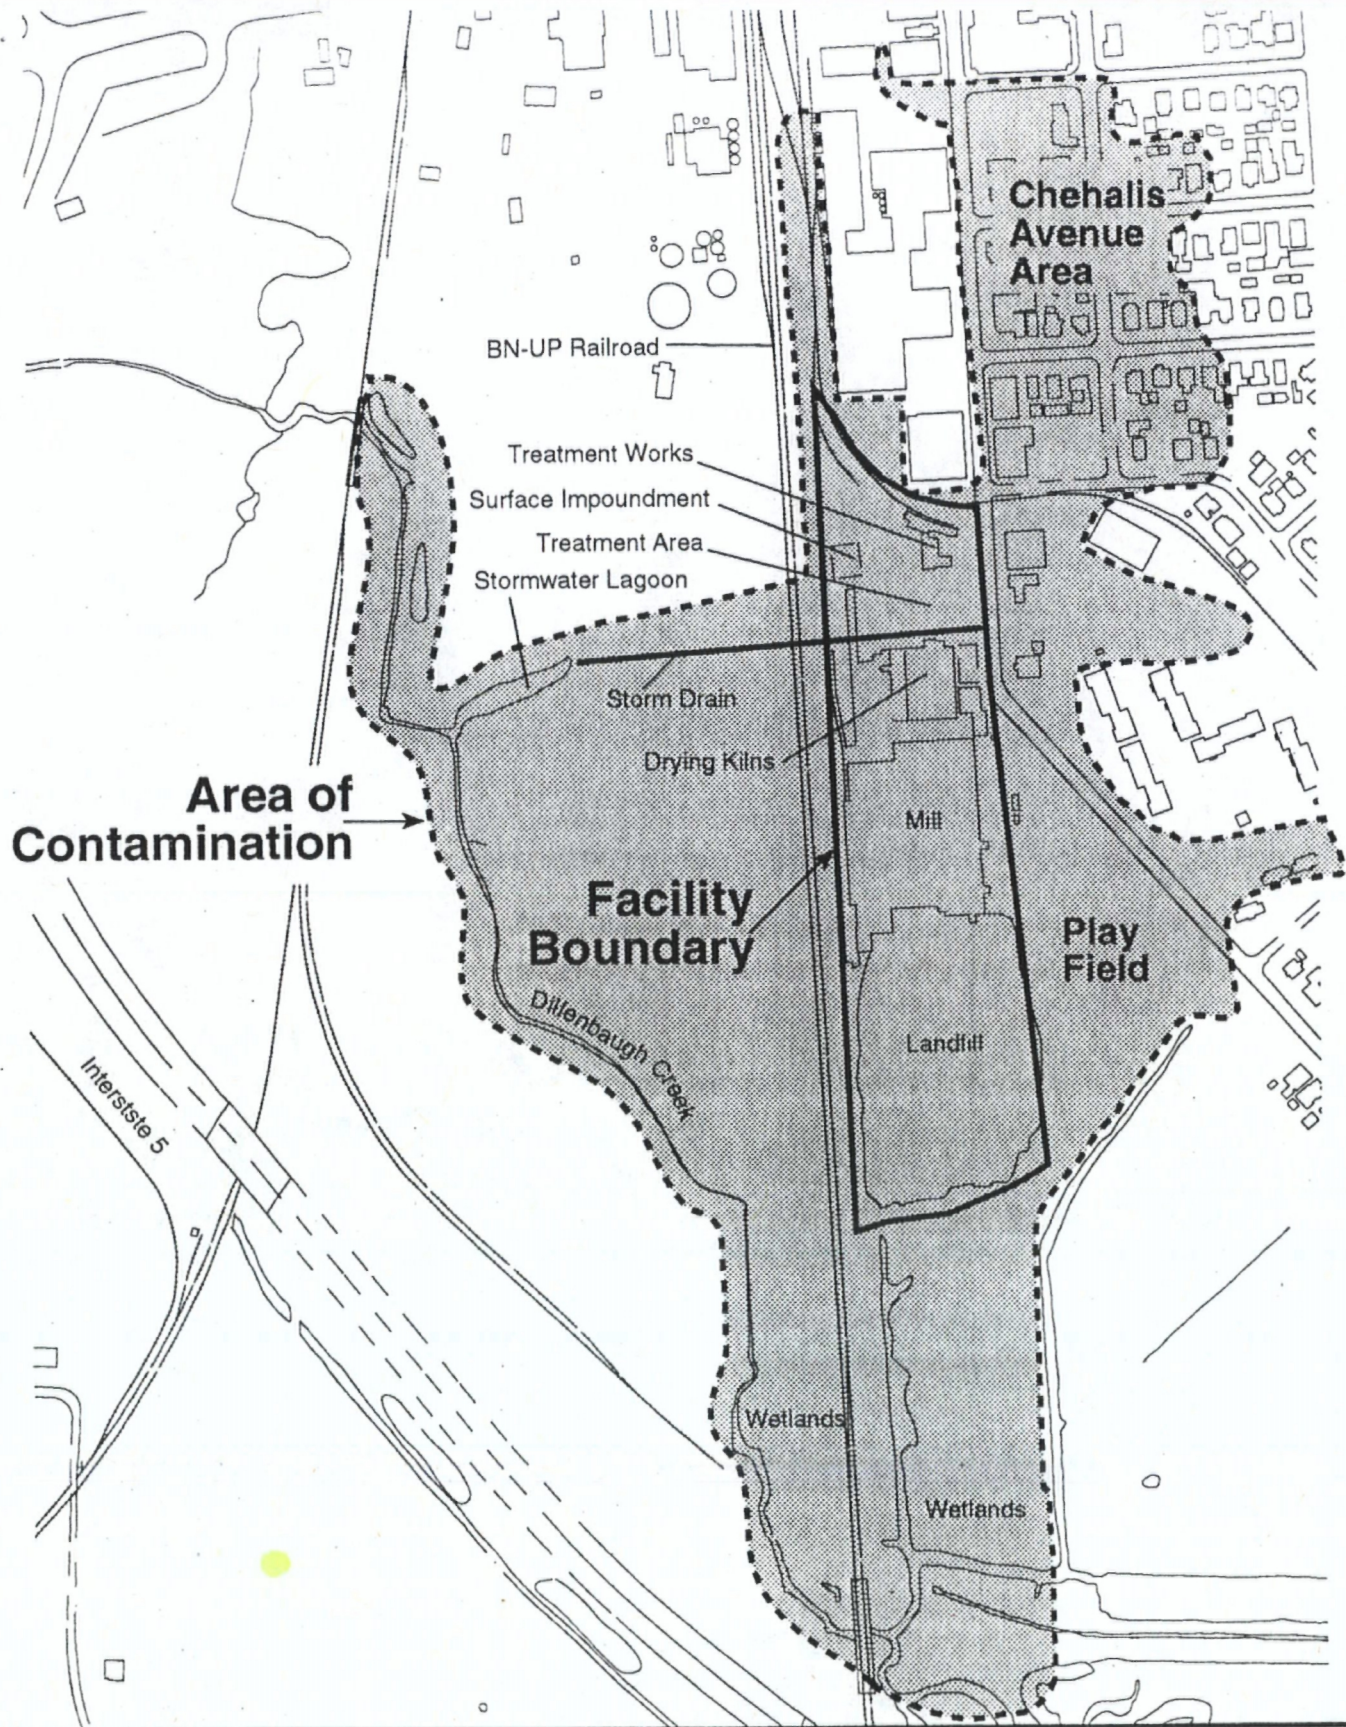 Chehalis
Avenue
Area
BN-UP Railroad
Treatment Works
Surface Impoundment
Treatment Area
Stormwater Lagoon
Storm Drain
Drying Kilns
Area of
Contamination
Mill
Facility
Boundary
Play
Field
Dillenbaugh Creek
Landfill
Interstste 5
Wetlands
Wetlands